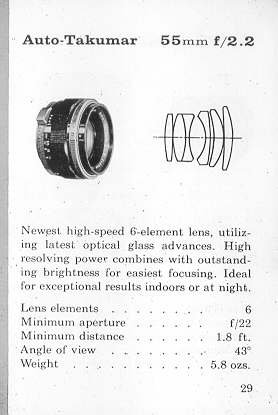 Auto-Takumar 55mm f/2.2
Newest high-speed 6-element lens, utiliz-
ing latest optical glass advances. High
resolving power combines with outstand-
ing brightness for easiest focusing. Ideal
for exceptional results indoors or at night.
Lens elements . . . . . . . . 6
Minimum aperture . . . . . . f/22
Minimum distance . . . . . 1.8 ft.
Angle of view . . . . . . . 43°
Weight . . . . . . . . . 5.8 ozs.
29